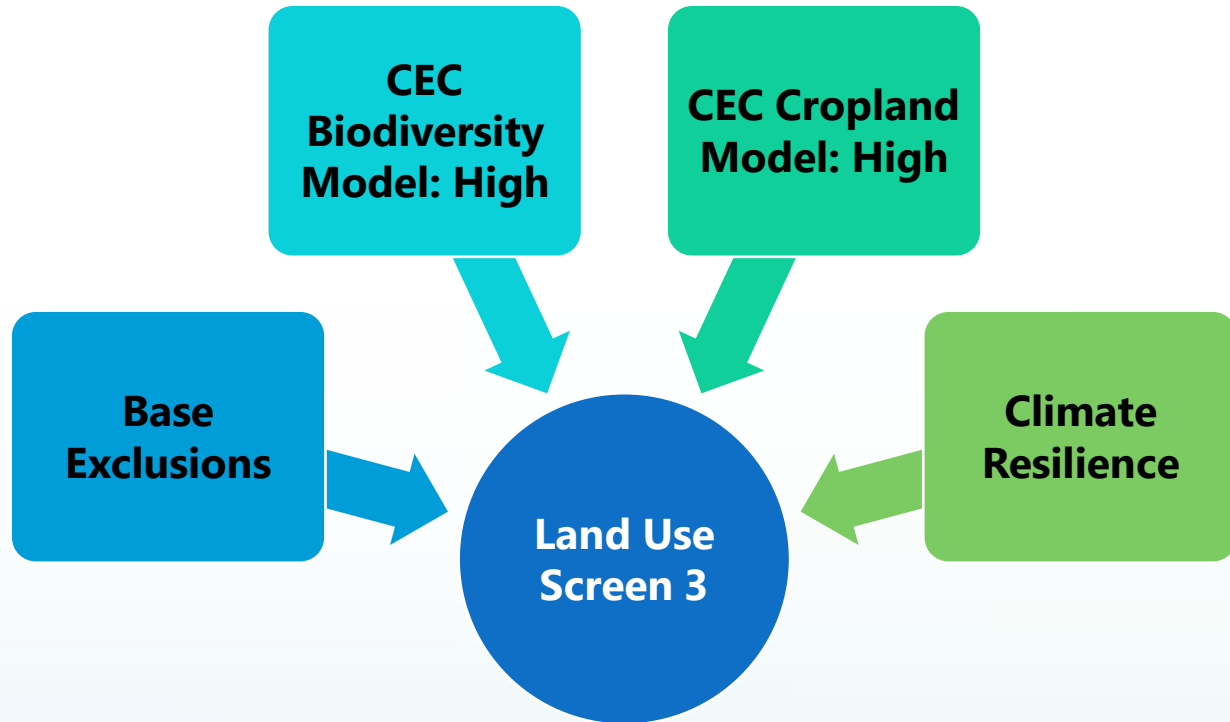 CEC
Biodiversity
Model: High
CEC Cropland
Model: High
Base
Exclusions
Climate
Resilience
Land Use
Screen 3